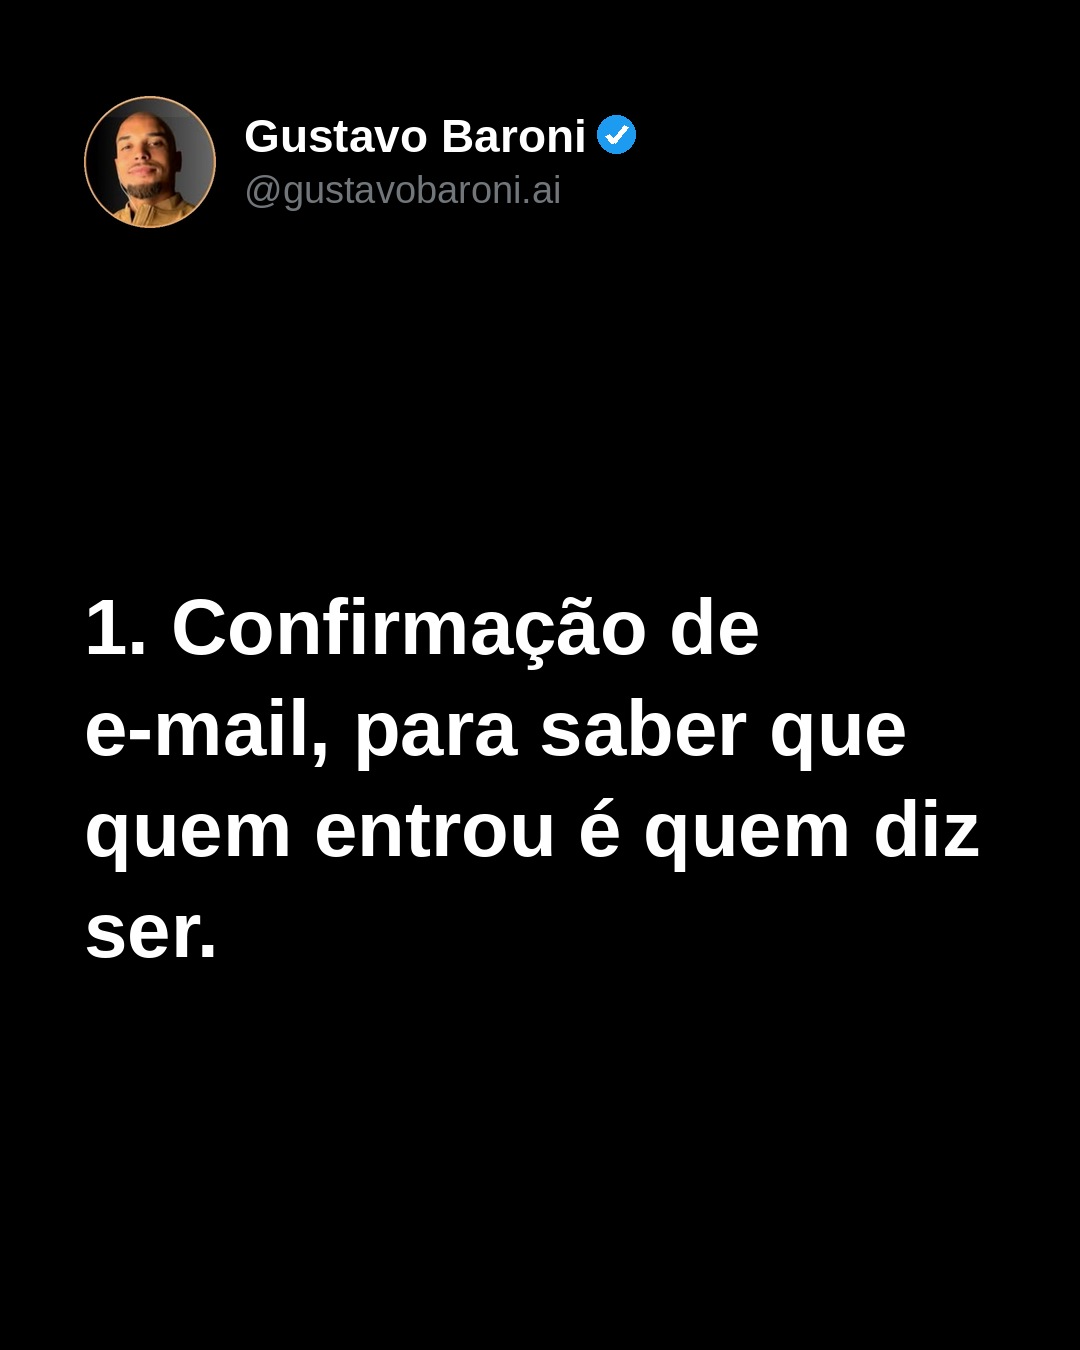 Gustavo Baroni
@gustavobaroni.ai
1. Confirmação de
e-mail, para saber que
quem entrou é quem diz
ser.